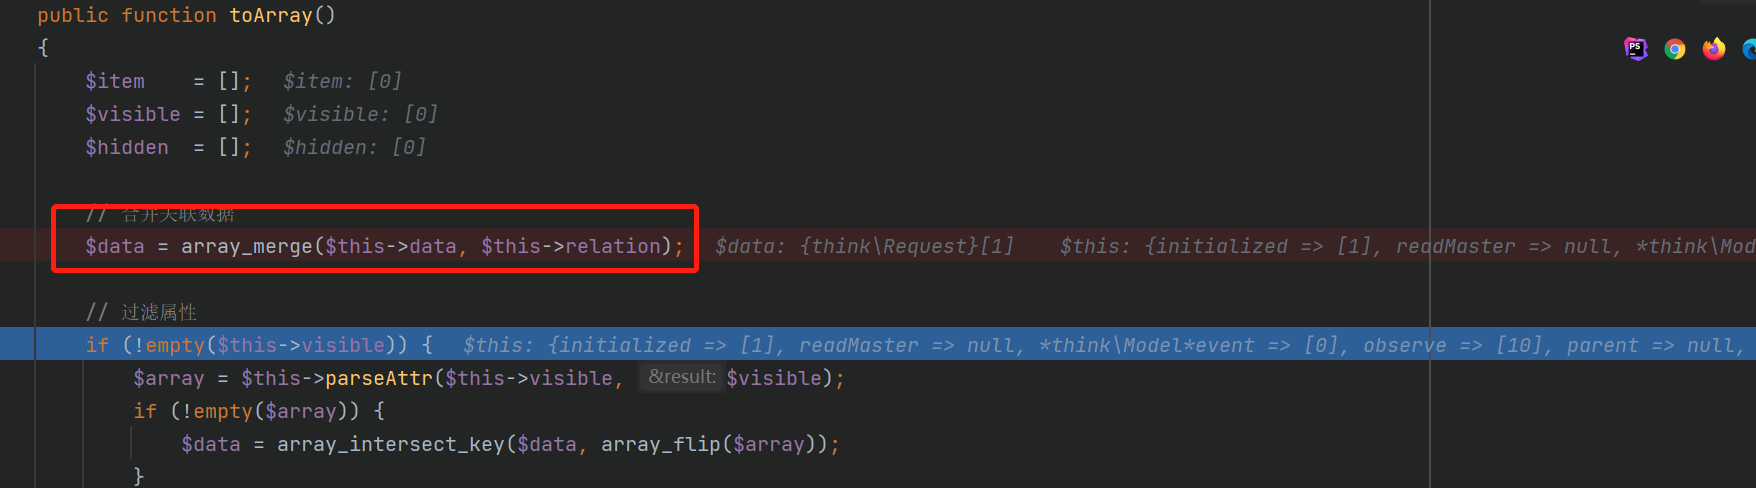 public function toArray()
{
$item = []; $item: [0]
$visible = []; $visible: [0]
$hidden = []; $hidden: [0]
// 合并关联数据
$data = array_merge($this->data, $this->relation); $data: {think\Request}[1] $this: {initialized => [1], readMaster => null, *think\Mod
// 过滤属性
if (!empty($this->visible)) { $this: {initialized => [1], readMaster => null, *think\Model*event => [0], observe => [10], parent => null,
$array = $this->parseAttr($this->visible, &result: $visible);
if (!empty($array)) {
$data = array_intersect_key($data, array_flip($array));
}
PS